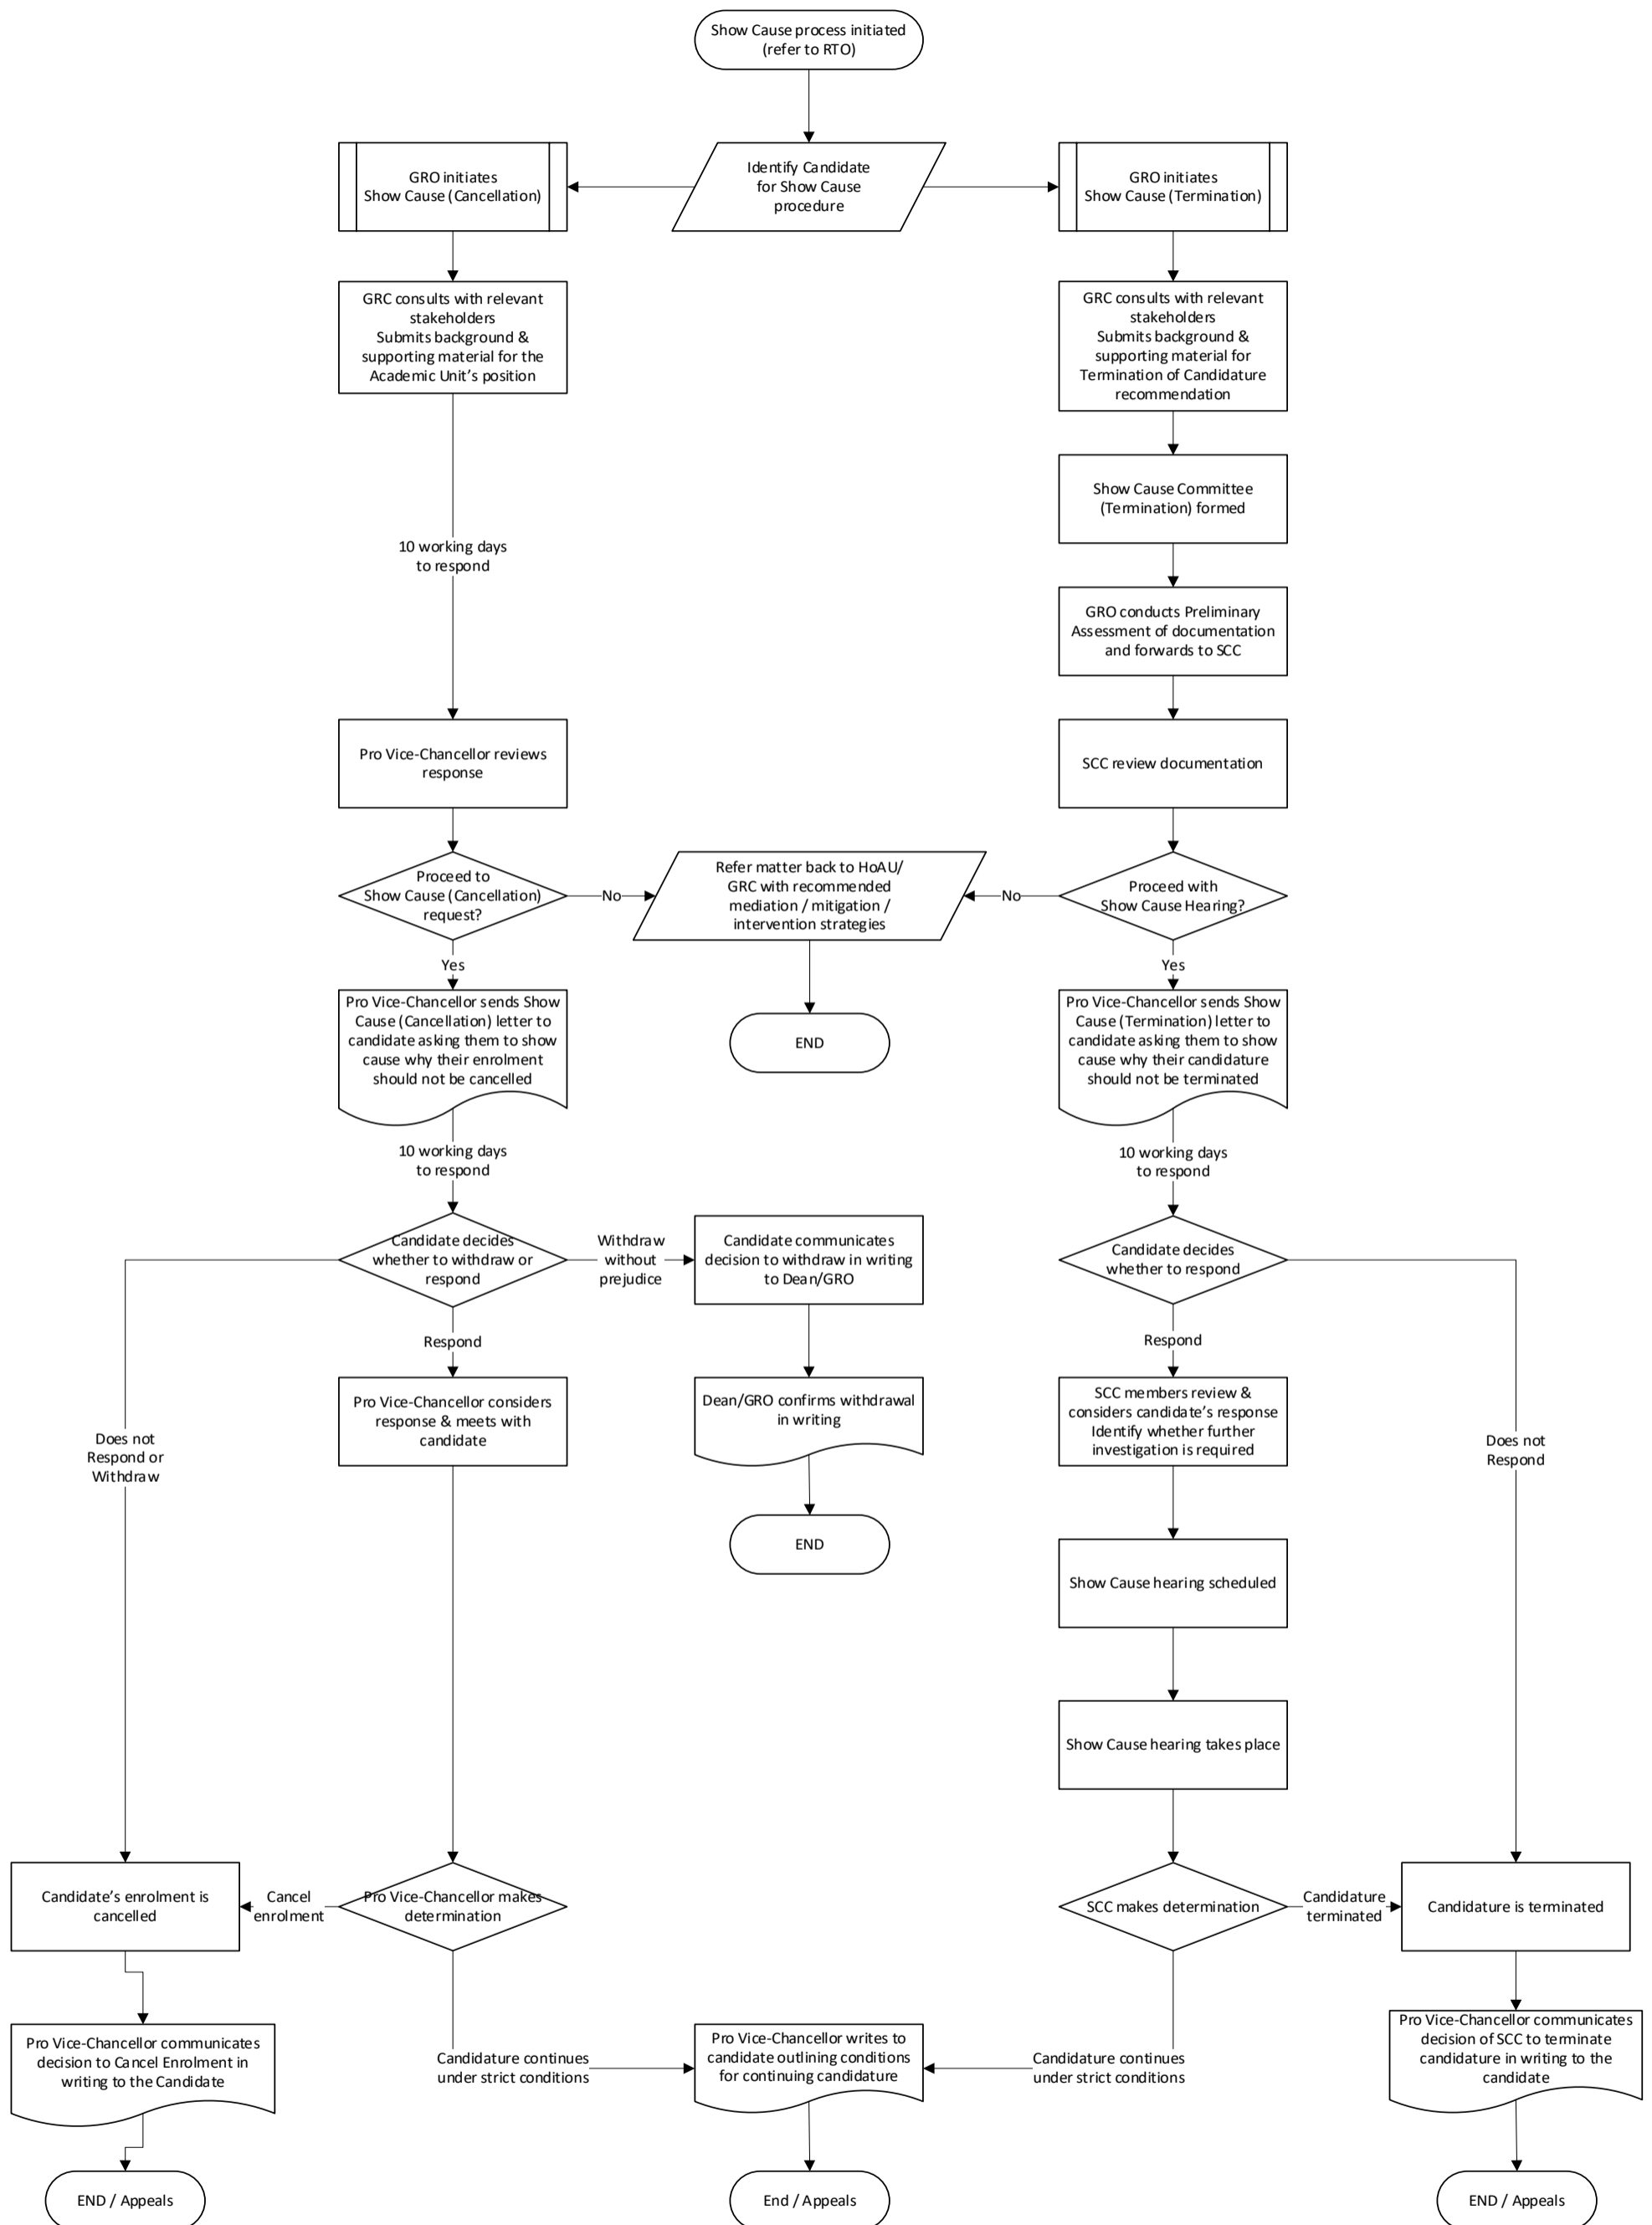 Show Cause process initiated
(refer to RTO)
GRO initiates
Show Cause (Cancellation)
Identify Candidate
for Show Cause
procedure
GRO initiates
Show Cause (Termination)
GRC consults with relevant
stakeholders
Submits background &
supporting material for the
Academic Unit’s position
GRC consults with relevant
stakeholders
Submits background &
supporting material for
Termination of Candidature
recommendation
Show Cause Committee
(Termination) formed
10 working days
to respond
GRO conducts Preliminary
Assessment of documentation
and forwards to SCC
Pro Vice-Chancellor reviews
response
SCC review documentation
Proceed to
Show Cause (Cancellation)
request?
No
Refer matter back to HoAU/
GRC with recommended
mediation / mitigation /
intervention strategies
No
Proceed with
Show Cause Hearing?
Yes
Yes
Pro Vice-Chancellor sends Show
Cause (Cancellation) letter to
candidate asking them to show
cause why their enrolment
should not be cancelled
END
Pro Vice-Chancellor sends Show
Cause (Termination) letter to
candidate asking them to show
cause why their candidature
should not be terminated
10 working days
to respond
10 working days
to respond
Candidate decides
whether to withdraw or
respond
Withdraw
without
prejudice
Candidate communicates
decision to withdraw in writing
to Dean/GRO
Candidate decides
whether to respond
Respond
Respond
Does not
Respond or
Withdraw
Pro Vice-Chancellor considers
response & meets with
candidate
Dean/GRO confirms withdrawal
in writing
SCC members review &
considers candidate’s response
Identify whether further
investigation is required
Does not
Respond
END
Show Cause hearing scheduled
Show Cause hearing takes place
Candidate’s enrolment is
cancelled
Cancel
enrolment
Pro Vice-Chancellor makes
determination
SCC makes determination
Candidature
terminated
Candidature is terminated
Pro Vice-Chancellor communicates
decision to Cancel Enrolment in
writing to the Candidate
Candidature continues
under strict conditions
Pro Vice-Chancellor writes to
candidate outlining conditions
for continuing candidature
Candidature continues
under strict conditions
Pro Vice-Chancellor communicates
decision of SCC to terminate
candidature in writing to the
candidate
END / Appeals
End / Appeals
END / Appeals